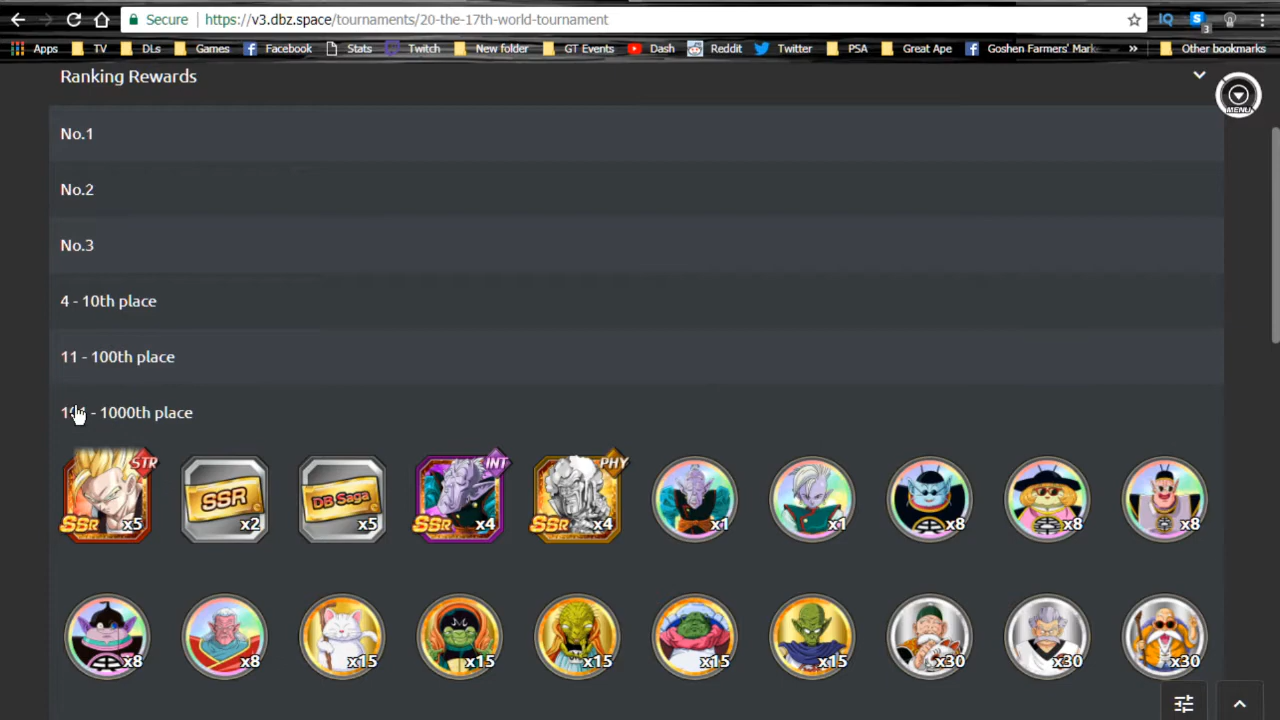 Secure https://v3.dbz.space/tournaments/20-the-17th-world-tournament
Apps TV DLs Games Facebook Stats Twitch New folder GT Events Dash Reddit Twitter PSA Great Ape Goshen Farmers' Mark » Other bookmarks
Ranking Rewards
MENU
No.1
No.2
No.3
4 - 10th place
11 - 100th place
- 1000th place
STR INT PHY
SSR x5 SSR x2 DB Saga x5 SSR x4 SSR x4 x1 x1 x8 x8 x8
x8 x8 x15 x15 x15 x15 x15 x30 x30 x30